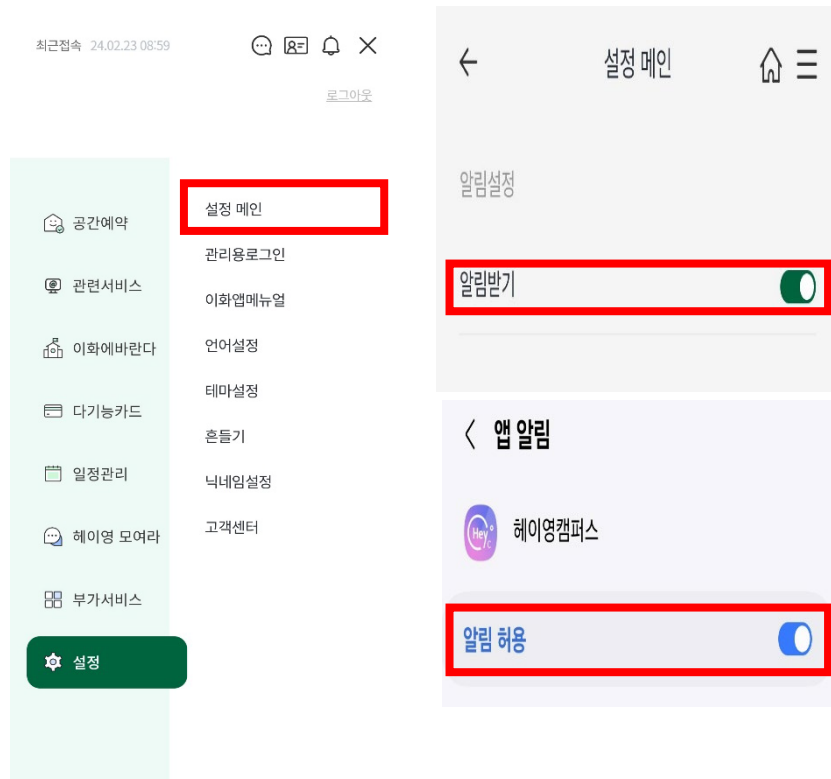 최근접속 24.02.23 08:59
로그아웃
공간예약
관련서비스
이화에바란다
다기능카드
일정관리
헤이영 모여라
부가서비스
설정
설정 메인
관리용로그인
이화앱메뉴얼
언어설정
테마설정
흔들기
닉네임설정
고객센터
설정 메인
알림설정
알림받기
앱 알림
Hey
c
헤이영캠퍼스
알림 허용